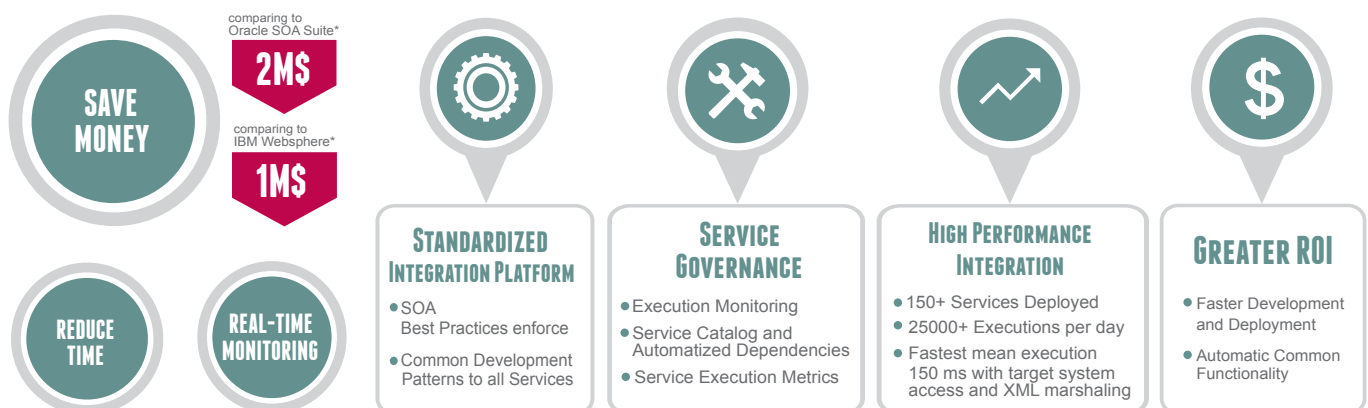 SAVE
MONEY
comparing to
Oracle SOA Suite*
2M$
comparing to
IBM Websphere*
1M$
REDUCE
TIME
REAL-TIME
MONITORING
STANDARDIZED
INTEGRATION PLATFORM
SOA
Best Practices enforce
Common Development
Patterns to all Services
SERVICE
GOVERNANCE
Execution Monitoring
Service Catalog and
Automatized Dependencies
Service Execution Metrics
HIGH PERFORMANCE
INTEGRATION
150+ Services Deployed
25000+ Executions per day
Fastest mean execution
150 ms with target system
access and XML marshaling
$
GREATER ROI
Faster Development
and Deployment
Automatic Common
Functionality